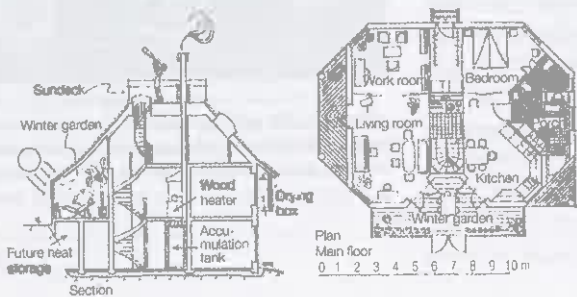 Sundeck
Winter garden
Wood
heater
Drying
box
Accu-
mulation
tank
Future heat
storage
Section
Work room
Bedroom
Living room
Porch
Kitchen
Winter garden
Plan
Main floor
0 1 2 3 4 5 6 7 8 9 10 m